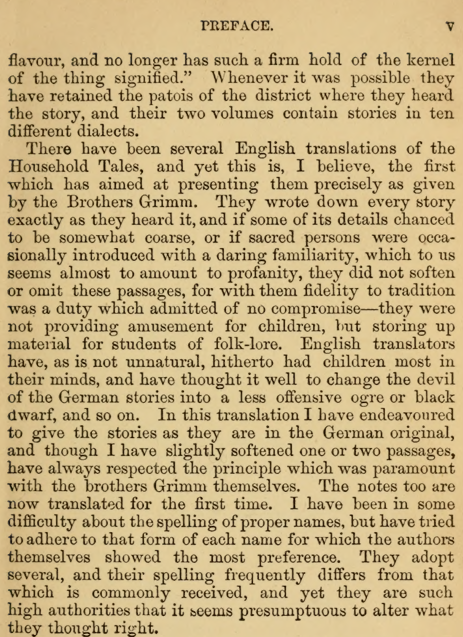 PREFACE. v
flavour, and no longer has such a firm hold of the kernel
of the thing signified." Whenever it was possible they
have retained the patois of the district where they heard
the story, and their two volumes contain stories in ten
different dialects.
There have been several English translations of the
Household Tales, and yet this is, I believe, the first
which has aimed at presenting them precisely as given
by the Brothers Grimm. They wrote down every story
exactly as they heard it, and if some of its details chanced
to be somewhat coarse, or if sacred persons were occa-
sionally introduced with a daring familiarity, which to us
seems almost to amount to profanity, they did not soften
or omit these passages, for with them fidelity to tradition
was a duty which admitted of no compromise—they were
not providing amusement for children, but storing up
material for students of folk-lore. English translators
have, as is not unnatural, hitherto had children most in
their minds, and have thought it well to change the devil
of the German stories into a less offensive ogre or black
dwarf, and so on. In this translation I have endeavoured
to give the stories as they are in the German original,
and though I have slightly softened one or two passages,
have always respected the principle which was paramount
with the brothers Grimm themselves. The notes too are
now translated for the first time. I have been in some
difficulty about the spelling of proper names, but have tried
to adhere to that form of each name for which the authors
themselves showed the most preference. They adopt
several, and their spelling frequently differs from that
which is commonly received, and yet they are such
high authorities that it seems presumptuous to alter what
they thought right.